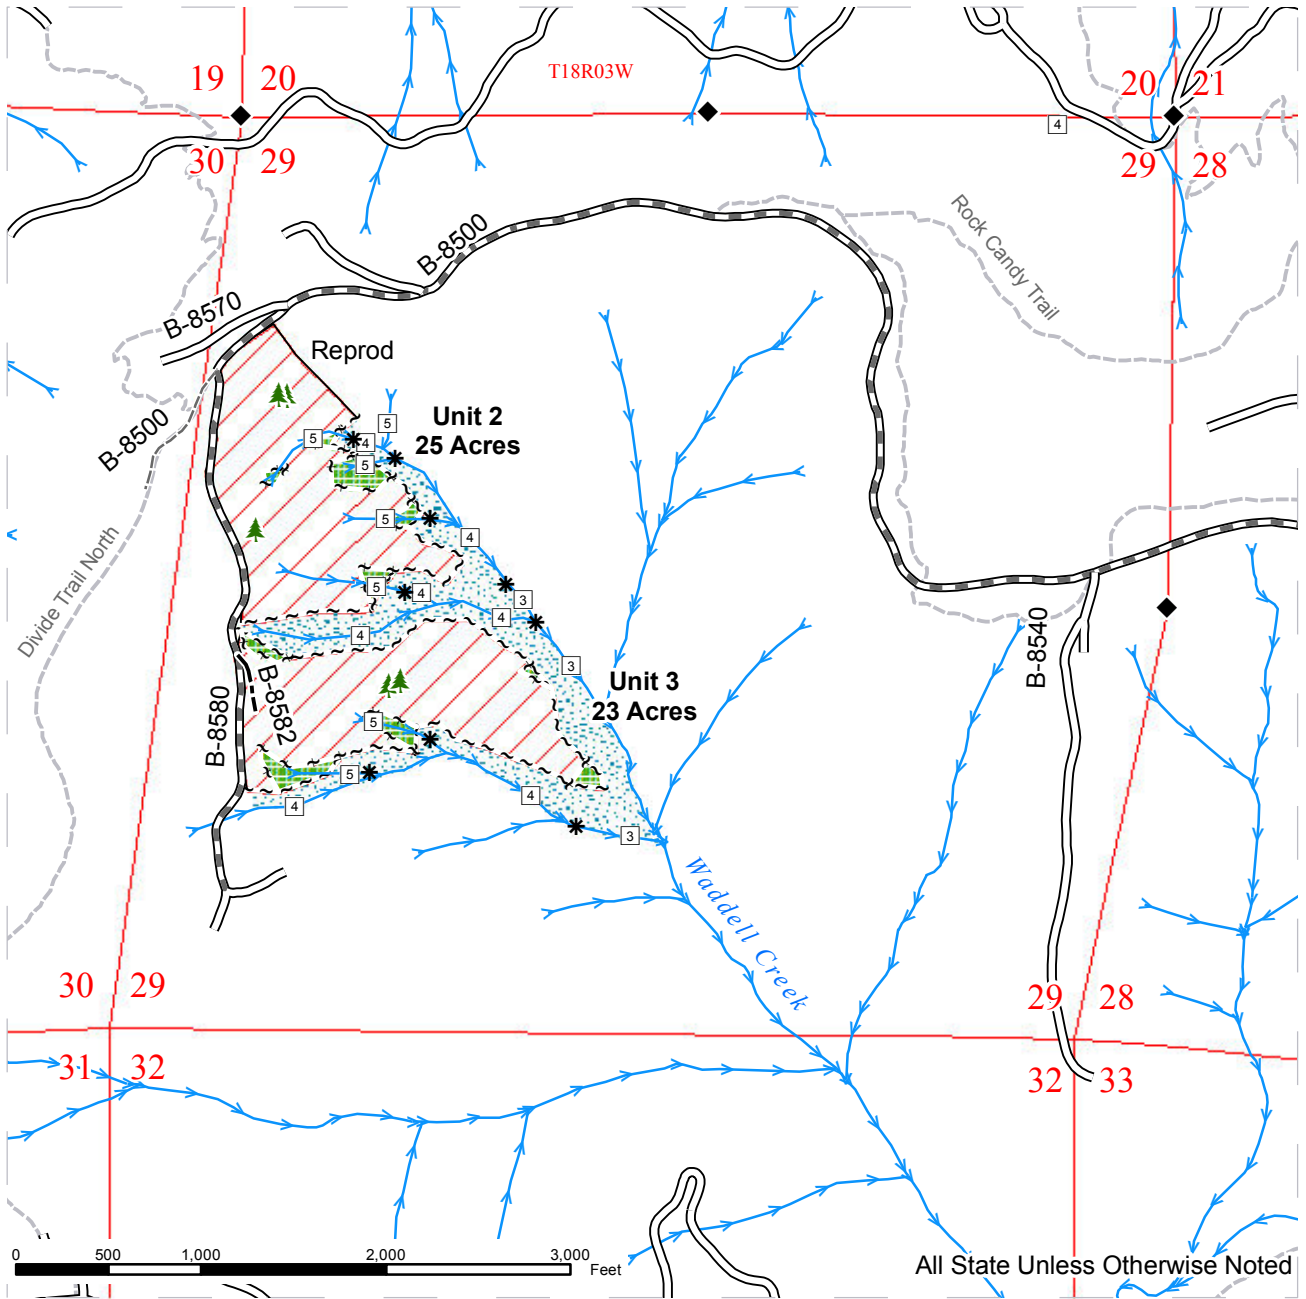 T18R03W
19 20
20 21
4
30 29
29 28
Rock Candy Trail
B-8500
B-8570
Reprod
5
Unit 2
25 Acres
5
4
5
B-8500
5
4
Divide Trail North
5
4
3
4
4
B-8540
3
Unit 3
23 Acres
B-8582
B-8580
5
5
4
4
3
Waddell Creek
30 29
29 28
31 32
32 33
0 500 1,000 2,000 3,000
Feet
All State Unless Otherwise Noted